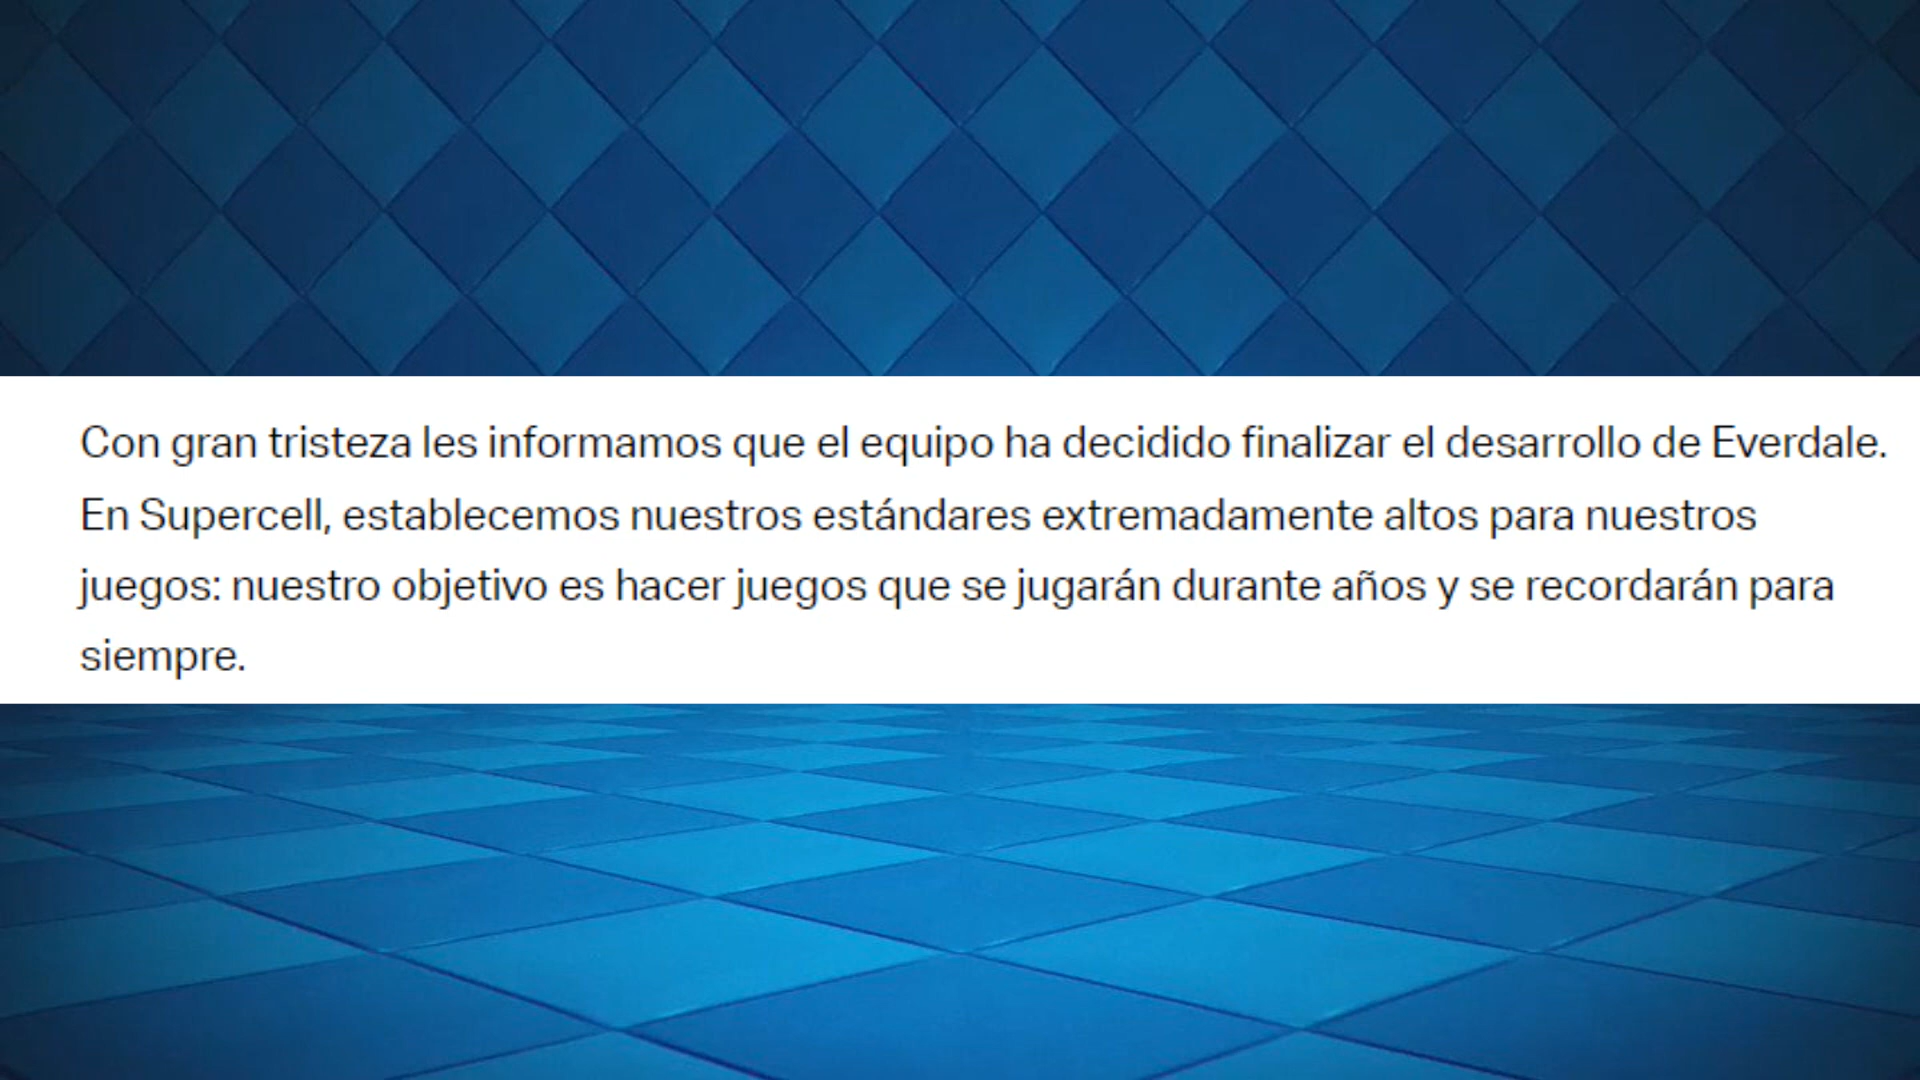 Con gran tristeza les informamos que el equipo ha decidido finalizar el desarrollo de Everdale.
En Supercell, establecemos nuestros estándares extremadamente altos para nuestros
juegos: nuestro objetivo es hacer juegos que se jugarán durante años y se recordarán para
siempre.